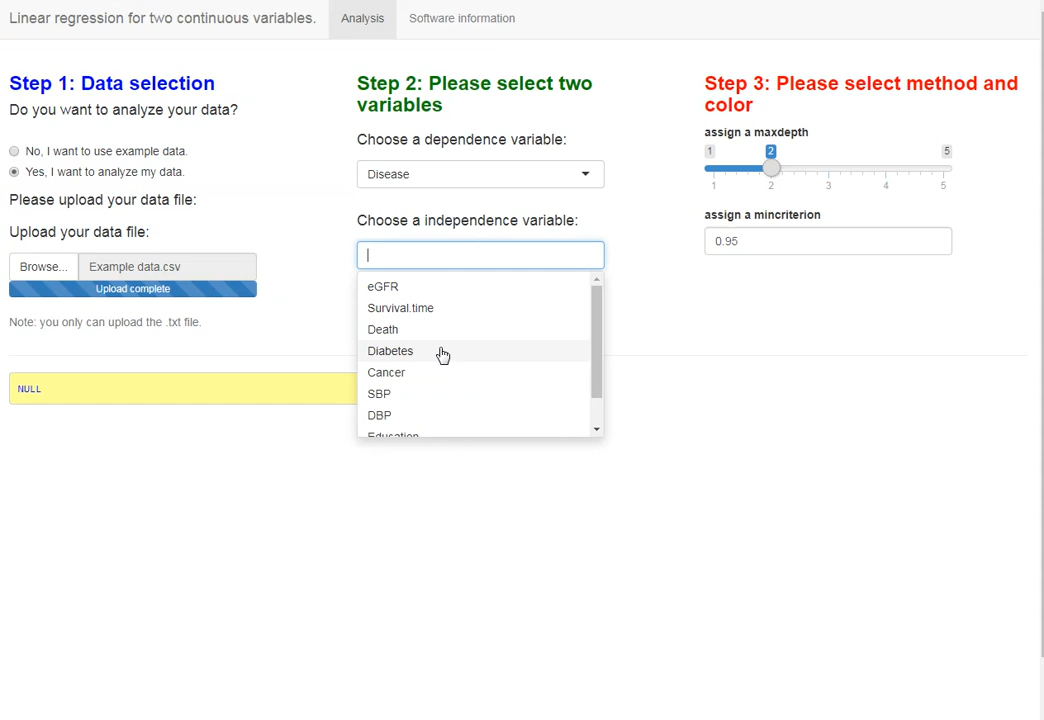 Linear regression for two continuous variables.
Analysis
Software information
Step 1: Data selection
Do you want to analyze your data?
No, I want to use example data.
Yes, I want to analyze my data.
Please upload your data file:
Upload your data file:
Browse...
Example data.csv
Upload complete
Note: you only can upload the .txt file.
NULL
Step 2: Please select two
variables
Choose a dependence variable:
Disease
Choose a independence variable:
eGFR
Survival.time
Death
Diabetes
Cancer
SBP
DBP
Education
Step 3: Please select method and
color
assign a maxdepth
1
2
5
1
2
3
4
5
assign a mincriterion
0.95